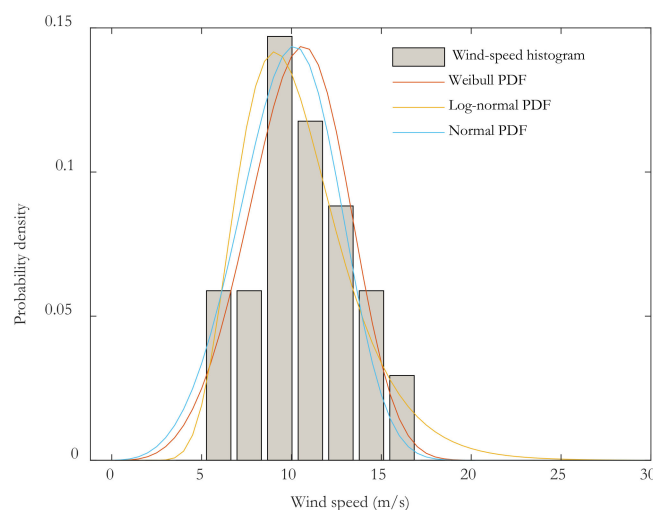 0.15
Wind-speed histogram
Weibull PDF
Log-normal PDF
Normal PDF
0.1
Probability density
0.05
0
0 5 10 15 20 25 30
Wind speed (m/s)